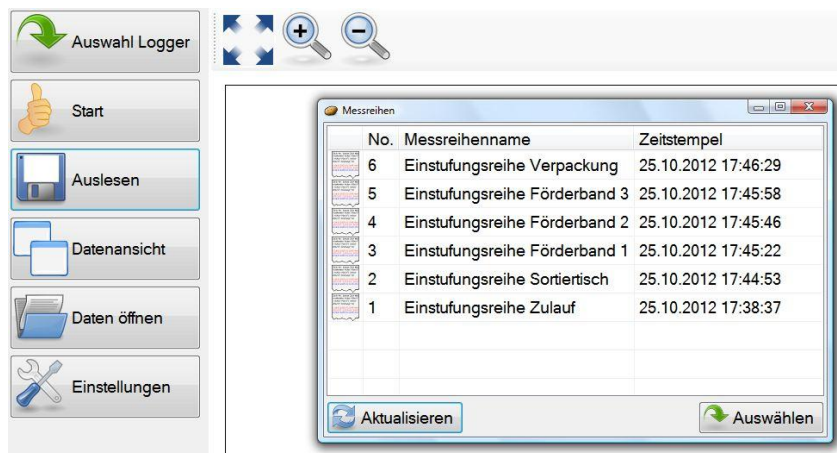 Auswahl Logger
Start
Auslesen
Datenansicht
Daten öffnen
Einstellungen
Messreihen
No. Messreihenname Zeitstempel
6 Einstufungsreihe Verpackung 25.10.2012 17:46:29
5 Einstufungsreihe Förderband 3 25.10.2012 17:45:58
4 Einstufungsreihe Förderband 2 25.10.2012 17:45:46
3 Einstufungsreihe Förderband 1 25.10.2012 17:45:22
2 Einstufungsreihe Sortiertisch 25.10.2012 17:44:53
1 Einstufungsreihe Zulauf 25.10.2012 17:38:37
Aktualisieren Auswählen